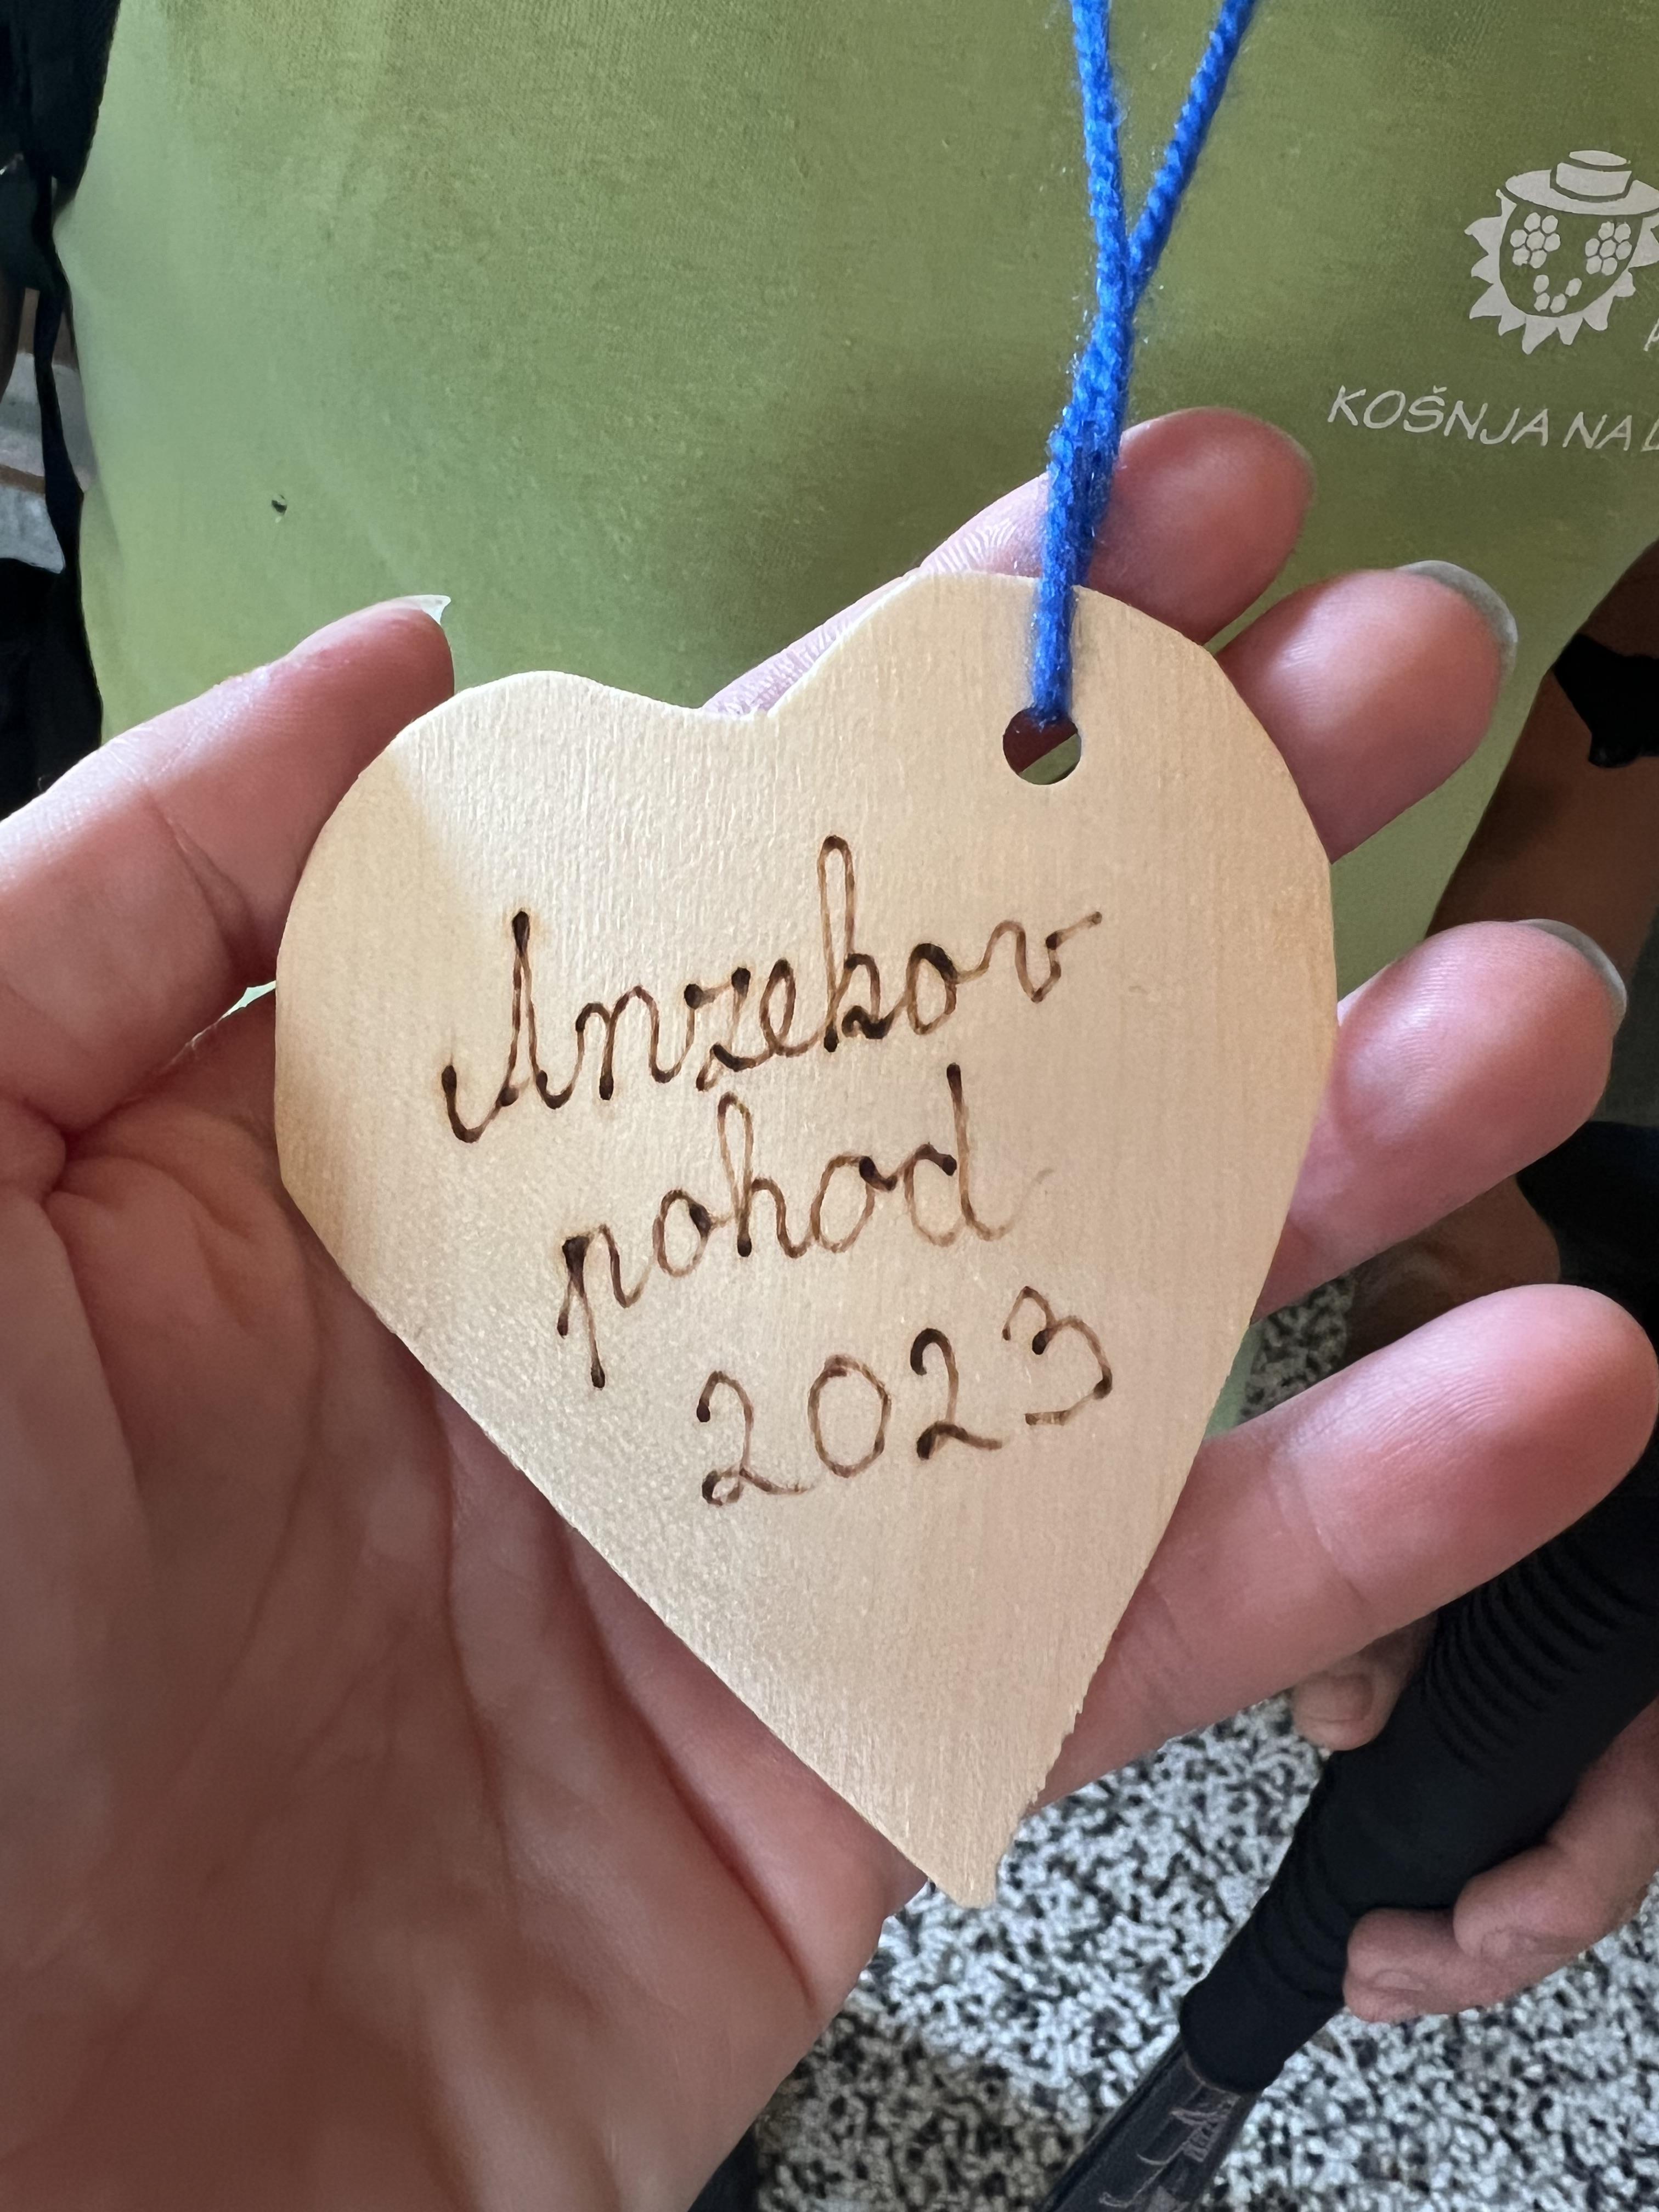 KOŠNJA NA
Anzekov
pohod
2023